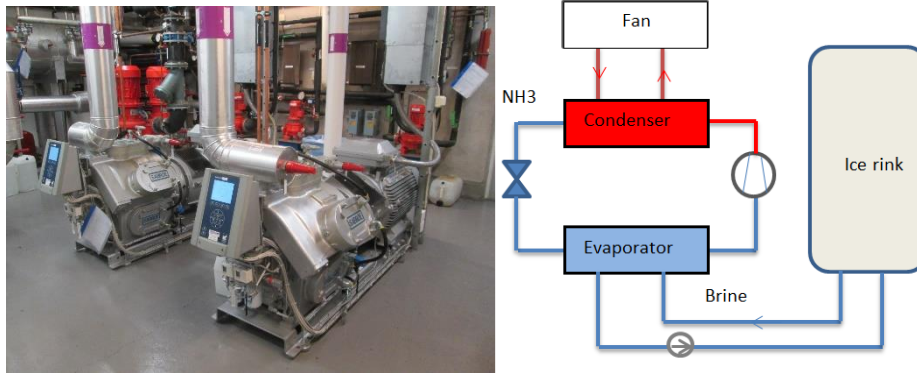 Fan
NH3
Condenser
Ice rink
Evaporator
Brine